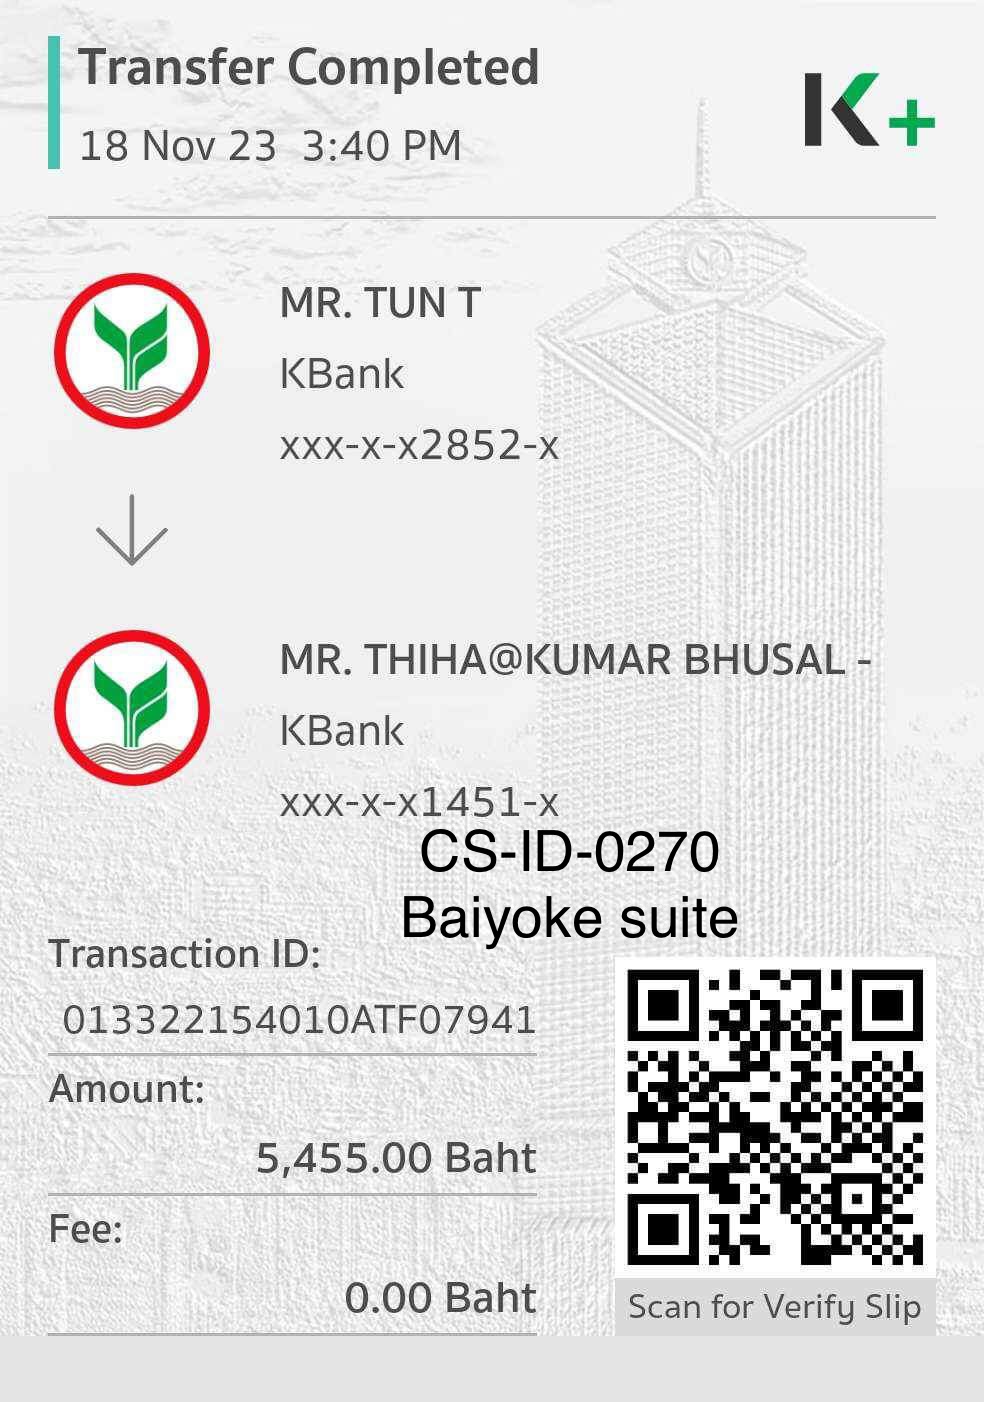 Transfer Completed
18 Nov 23 3:40 PM
K+
MR. TUN T
KBank
xxx-x-x2852-x
MR. THIHA@KUMAR BHUSAL -
KBank
xxx-x-x1451-x
CS-ID-0270
Baiyoke suite
Transaction ID:
013322154010ATF07941
Amount:
5,455.00 Baht
Fee:
0.00 Baht
Scan for Verify Slip